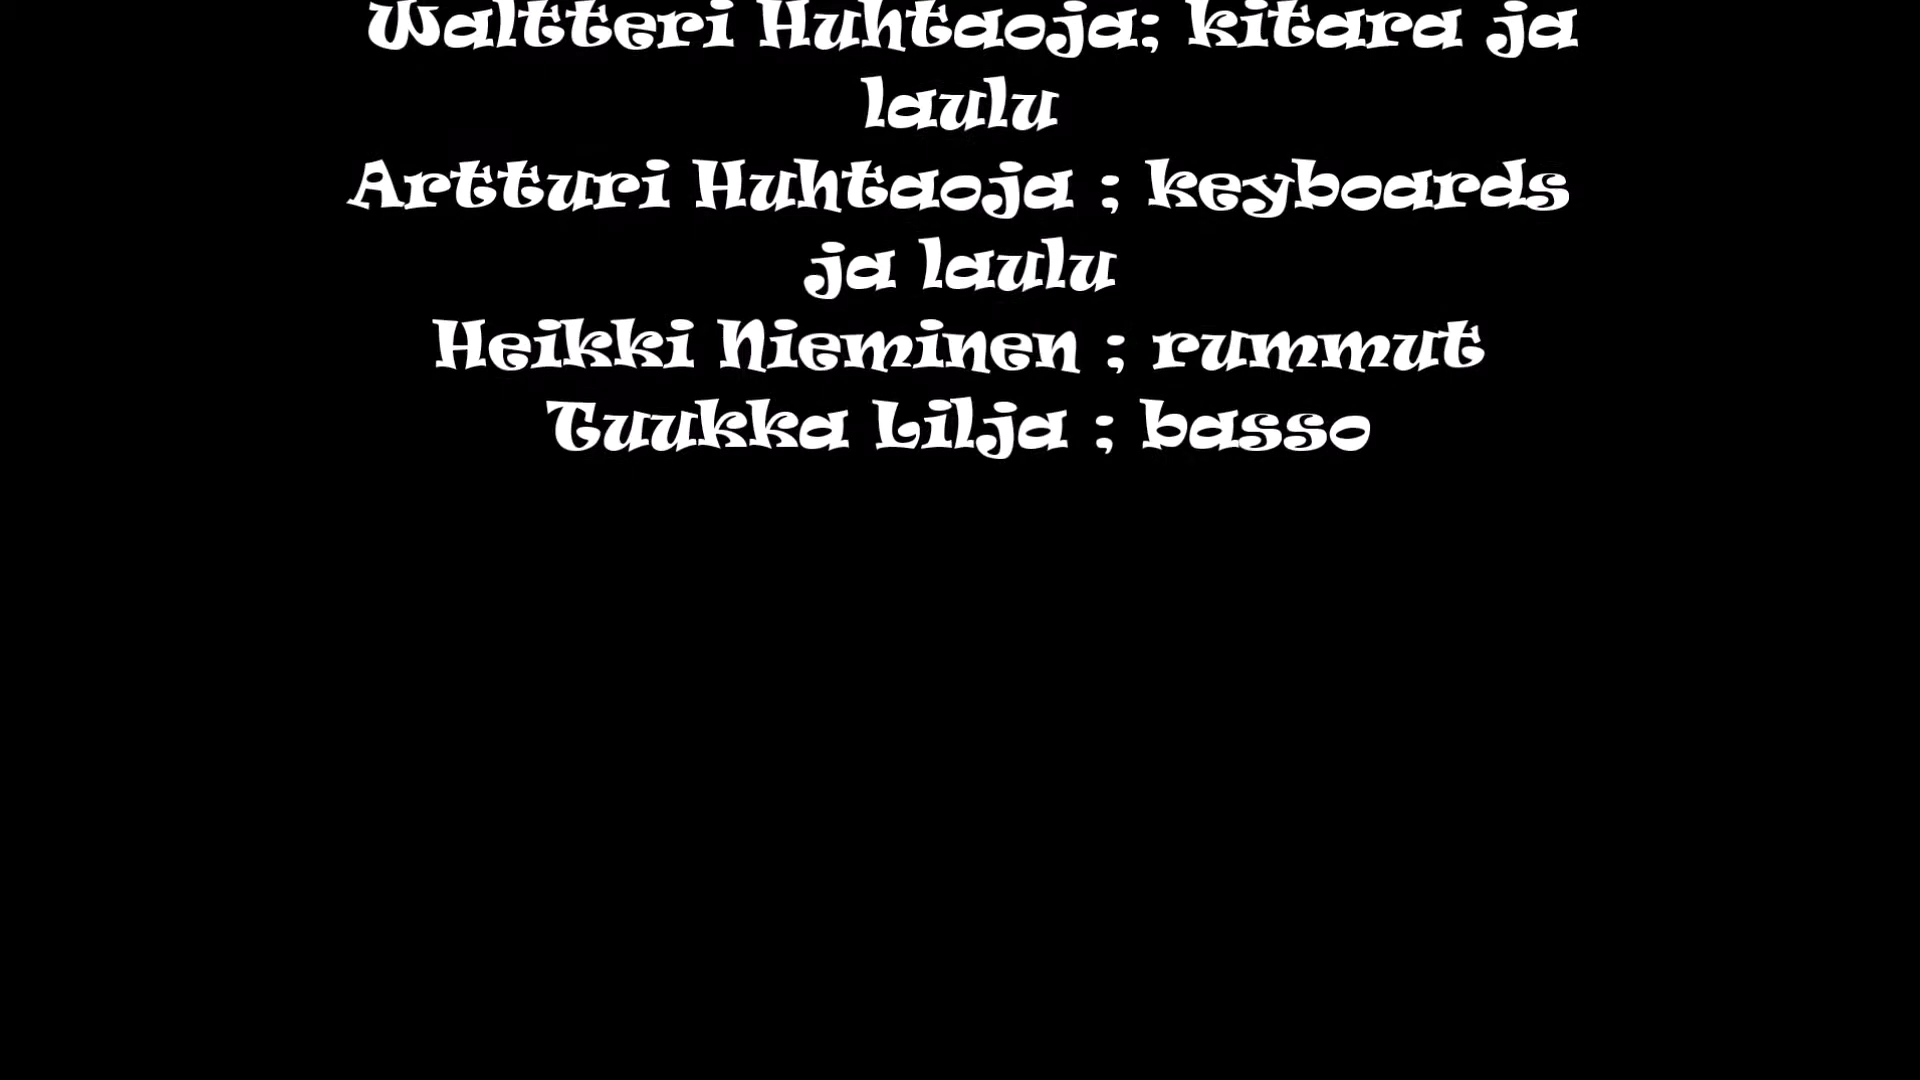 Waltteri Huhtaoja; kitara ja
laulu
Artturi Huhtaoja ; keyboards
ja laulu
Heikki Nieminen ; rummut
Tuukka Lilja ; basso